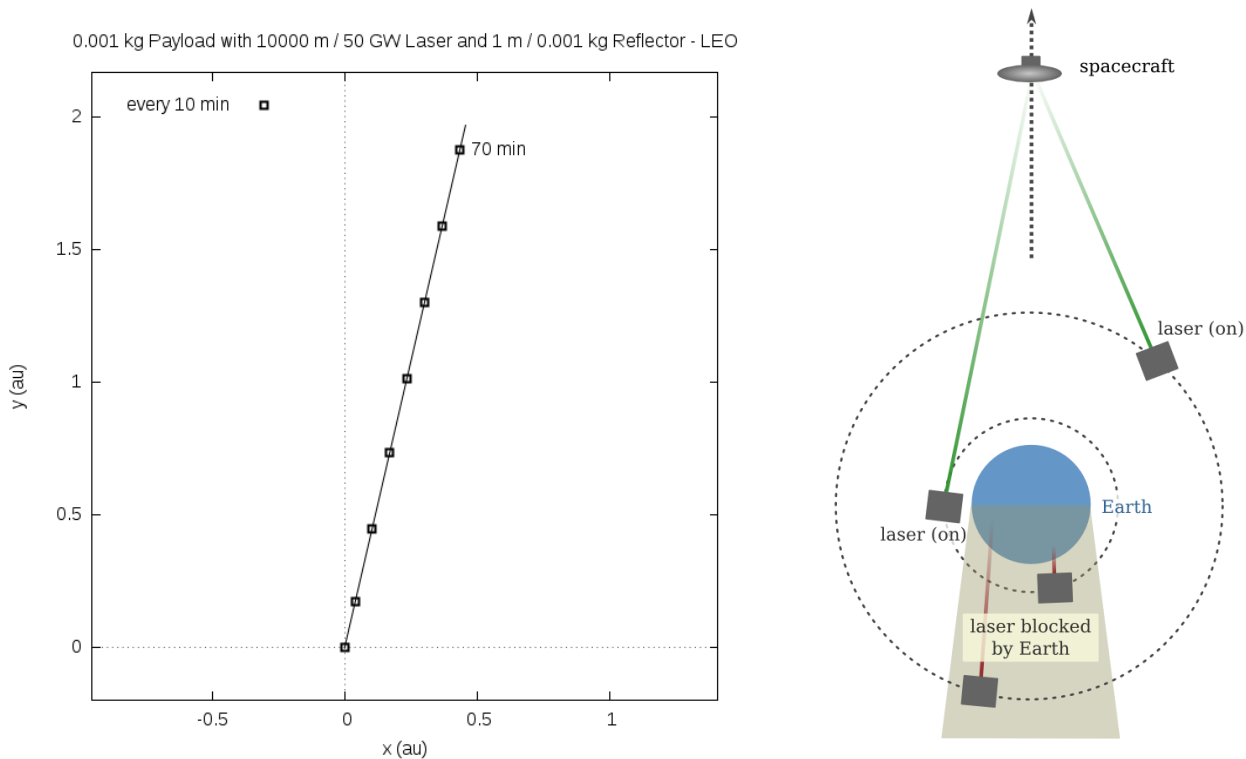 0.001 kg Payload with 10000 m / 50 GW Laser and 1 m / 0.001 kg Reflector - LEO
every 10 min
70 min
2
1.5
1
0.5
0
-0.5
0
0.5
1
y (au)
x (au)
spacecraft
laser (on)
Earth
laser (on)
laser blocked
by Earth